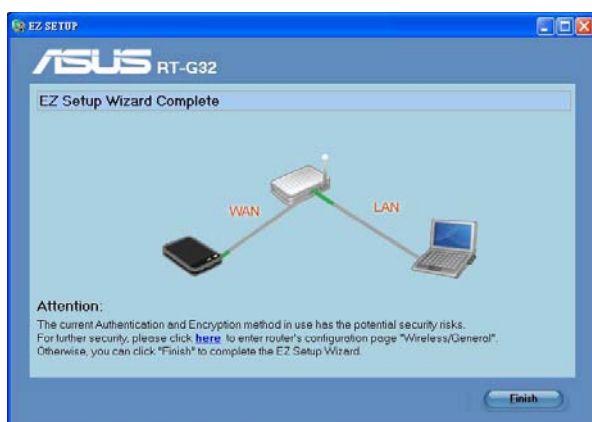 EZ SETUP
ASUS RT-G32
EZ Setup Wizard Complete
WAN
LAN
Attention:
The current Authentication and Encryption method in use has the potential security risks.
For further security, please click here to enter router's configuration page "Wireless/General".
Otherwise, you can click "Finish" to complete the EZ Setup Wizard.
Finish